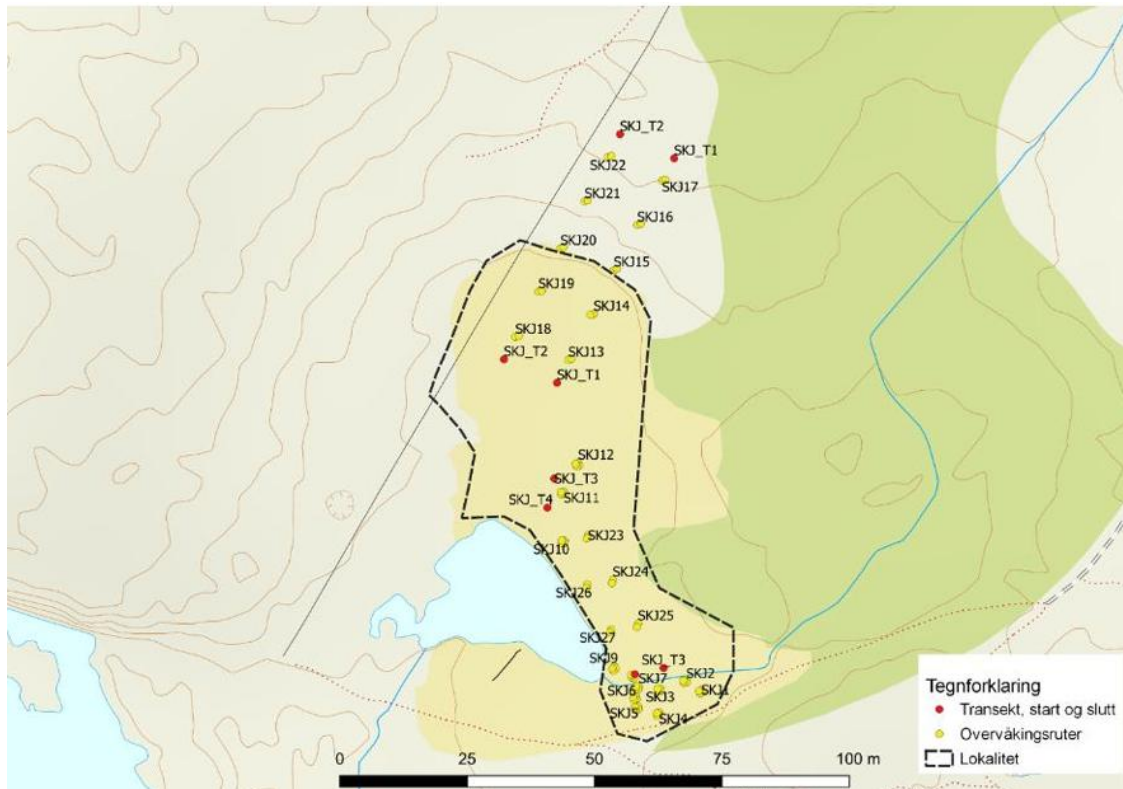 SKJ_T2
SKJ_T1
SKJ22
SKJ17
SKJ21
SKJ16
SKJ20
SKJ15
SKJ19
SKJ14
SKJ18
SKJ_T2
SKJ13
SKJ_T1
SKJ12
SKJ_T3
SKJ11
SKJ_T4
SKJ23
SKJ10
SKJ24
SKJ26
SKJ25
SKJ27
SKJ9
SKJ_T3
SKJ7
SKJ2
SKJ6
SKJ3
SKJ1
SKJ5
SKJ4
Tegnforklaring
Transekt, start og slutt
Overvåkingsruter
Lokalitet
0 25 50 75 100 m